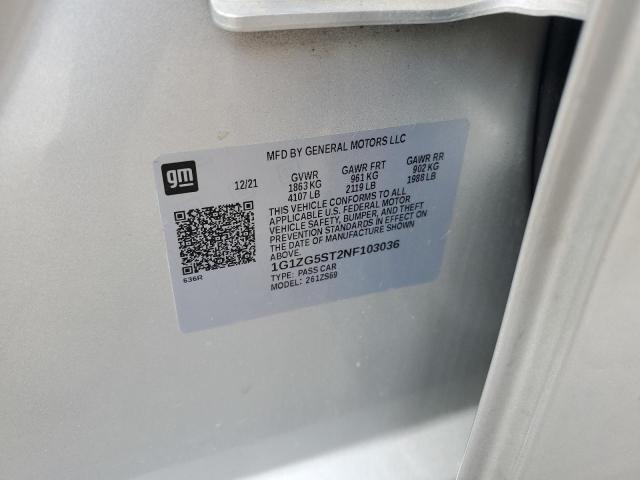 MFD BY GENERAL MOTORS LLC
gm
12/21
GVWR GAWR FRT GAWR RR
1863 KG 961 KG 902 KG
4107 LB 2119 LB 1988 LB
THIS VEHICLE CONFORMS TO ALL
APPLICABLE U.S. FEDERAL MOTOR
VEHICLE SAFETY, BUMPER, AND THEFT
PREVENTION STANDARDS IN EFFECT ON
THE DATE OF MANUFACTURE SHOWN
ABOVE.
1G1ZG5ST2NF103036
TYPE: PASS CAR
MODEL: 261ZS69
636R